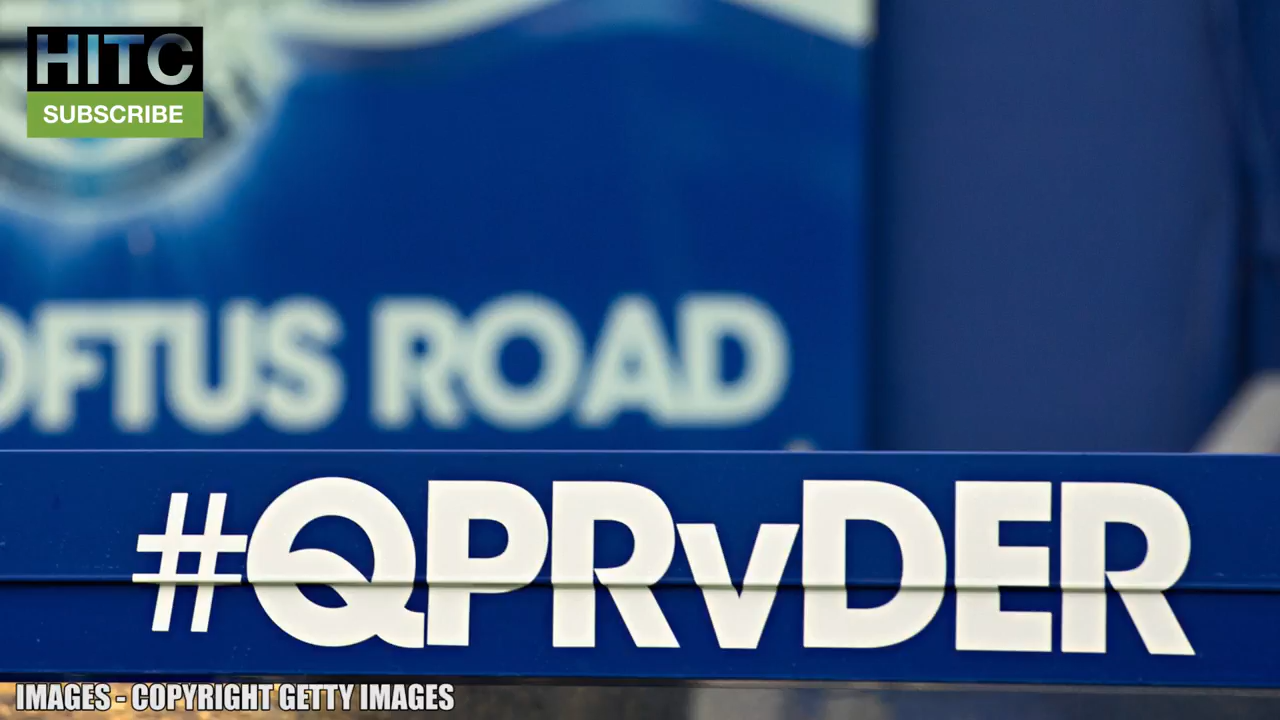 HITC
SUBSCRIBE
OFTUS ROAD
#QPRvDER
IMAGES - COPYRIGHT GETTY IMAGES